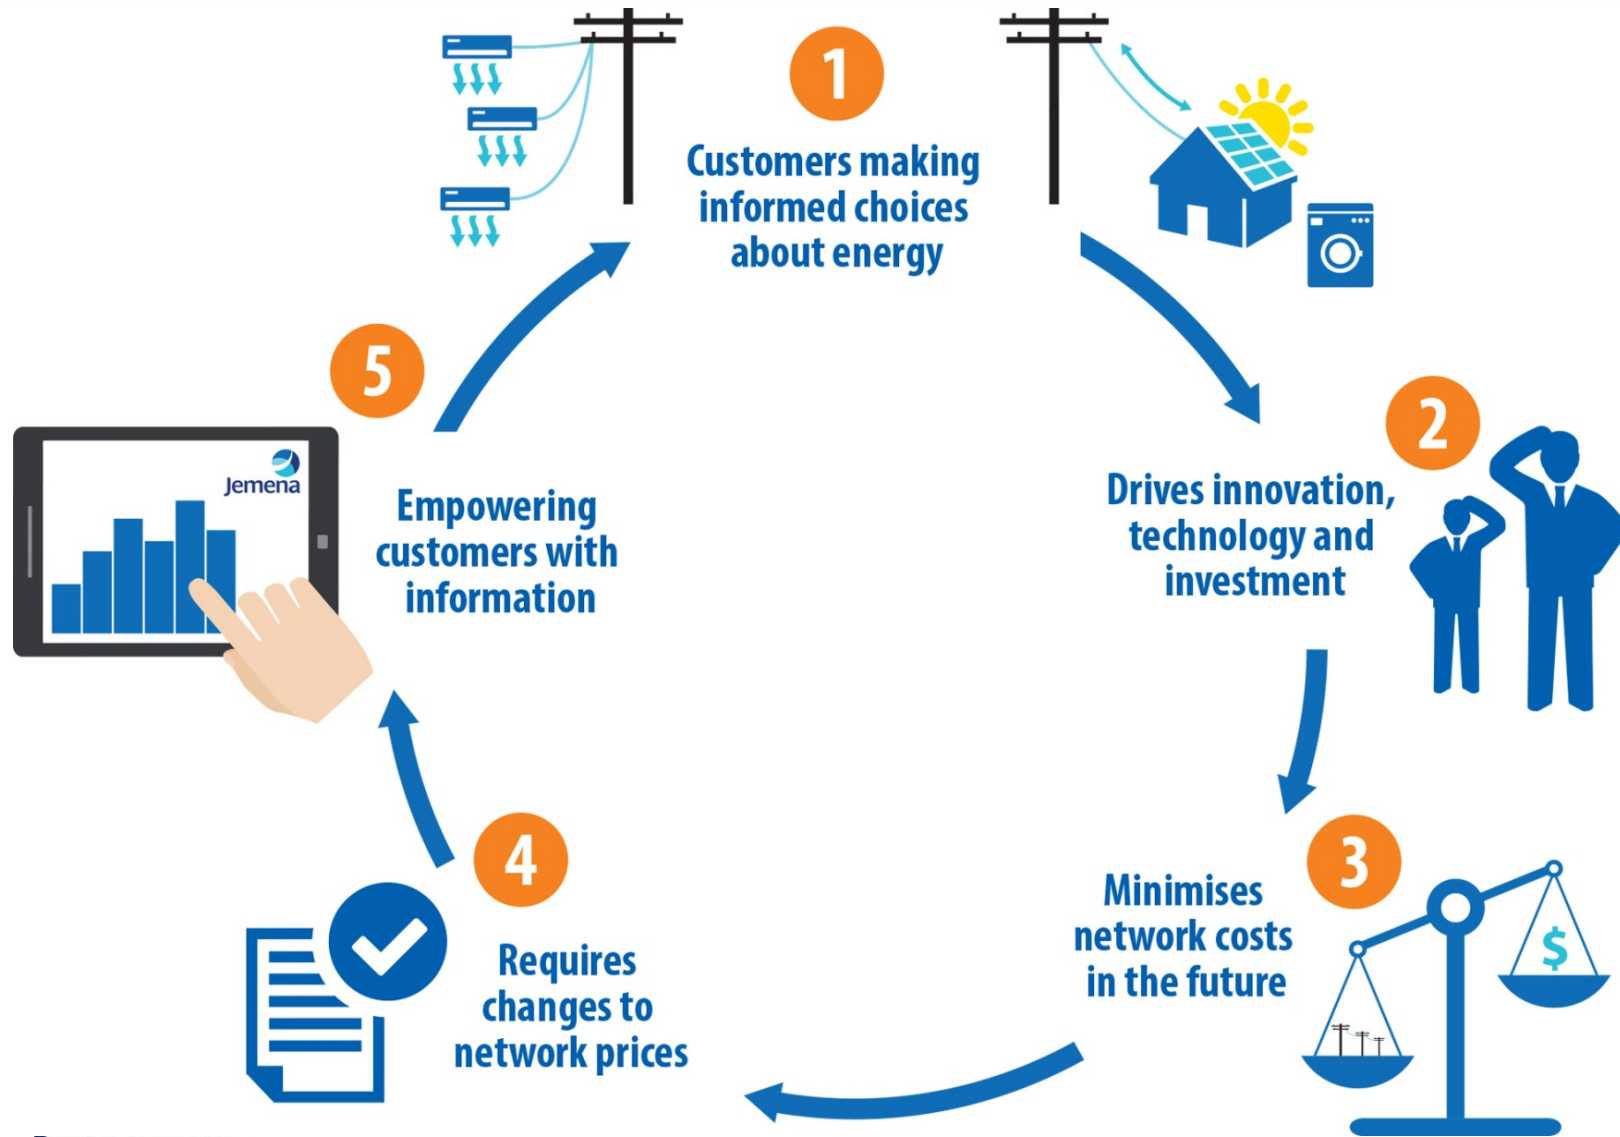 1
Customers making
informed choices
about energy
2
Drives innovation,
technology and
investment
3
Minimises
network costs
in the future
$
4
Requires
changes to
network prices
5
Empowering
customers with
information
Jemena